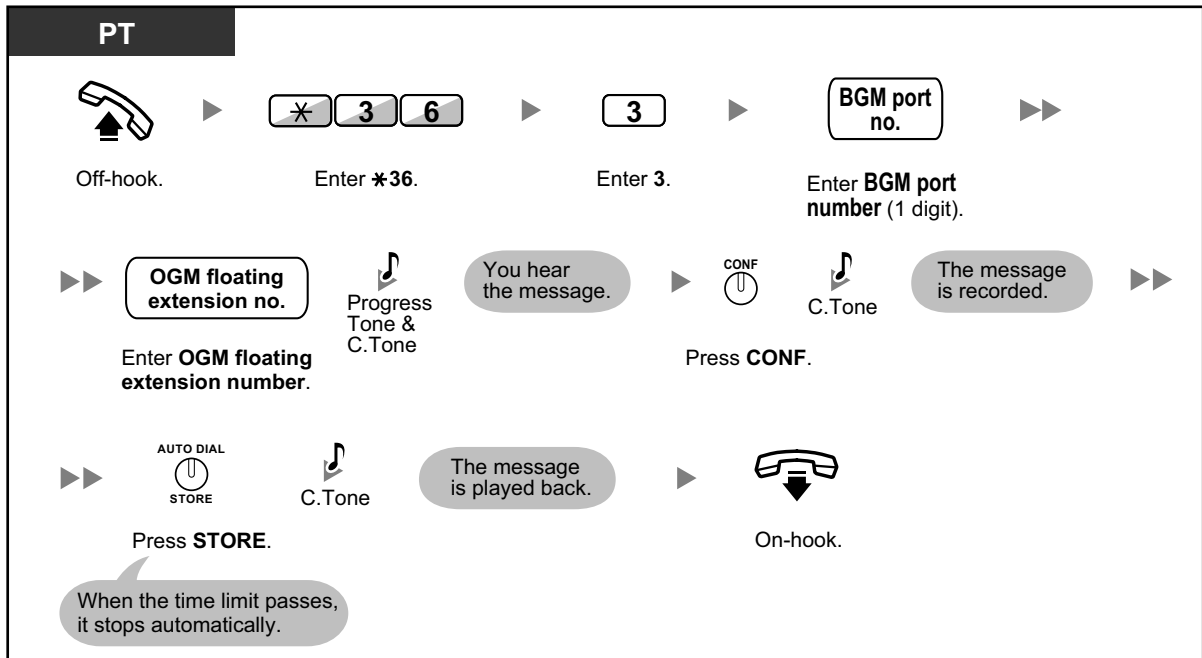 PT
✳ 3 6
3
BGM port
no.
Off-hook.
Enter ✳36.
Enter 3.
Enter BGM port
number (1 digit).
OGM floating
extension no.
Progress
Tone &
C.Tone
You hear
the message.
CONF
C.Tone
The message
is recorded.
Enter OGM floating
extension number.
Press CONF.
AUTO DIAL
STORE
C.Tone
The message
is played back.
Press STORE.
On-hook.
When the time limit passes,
it stops automatically.